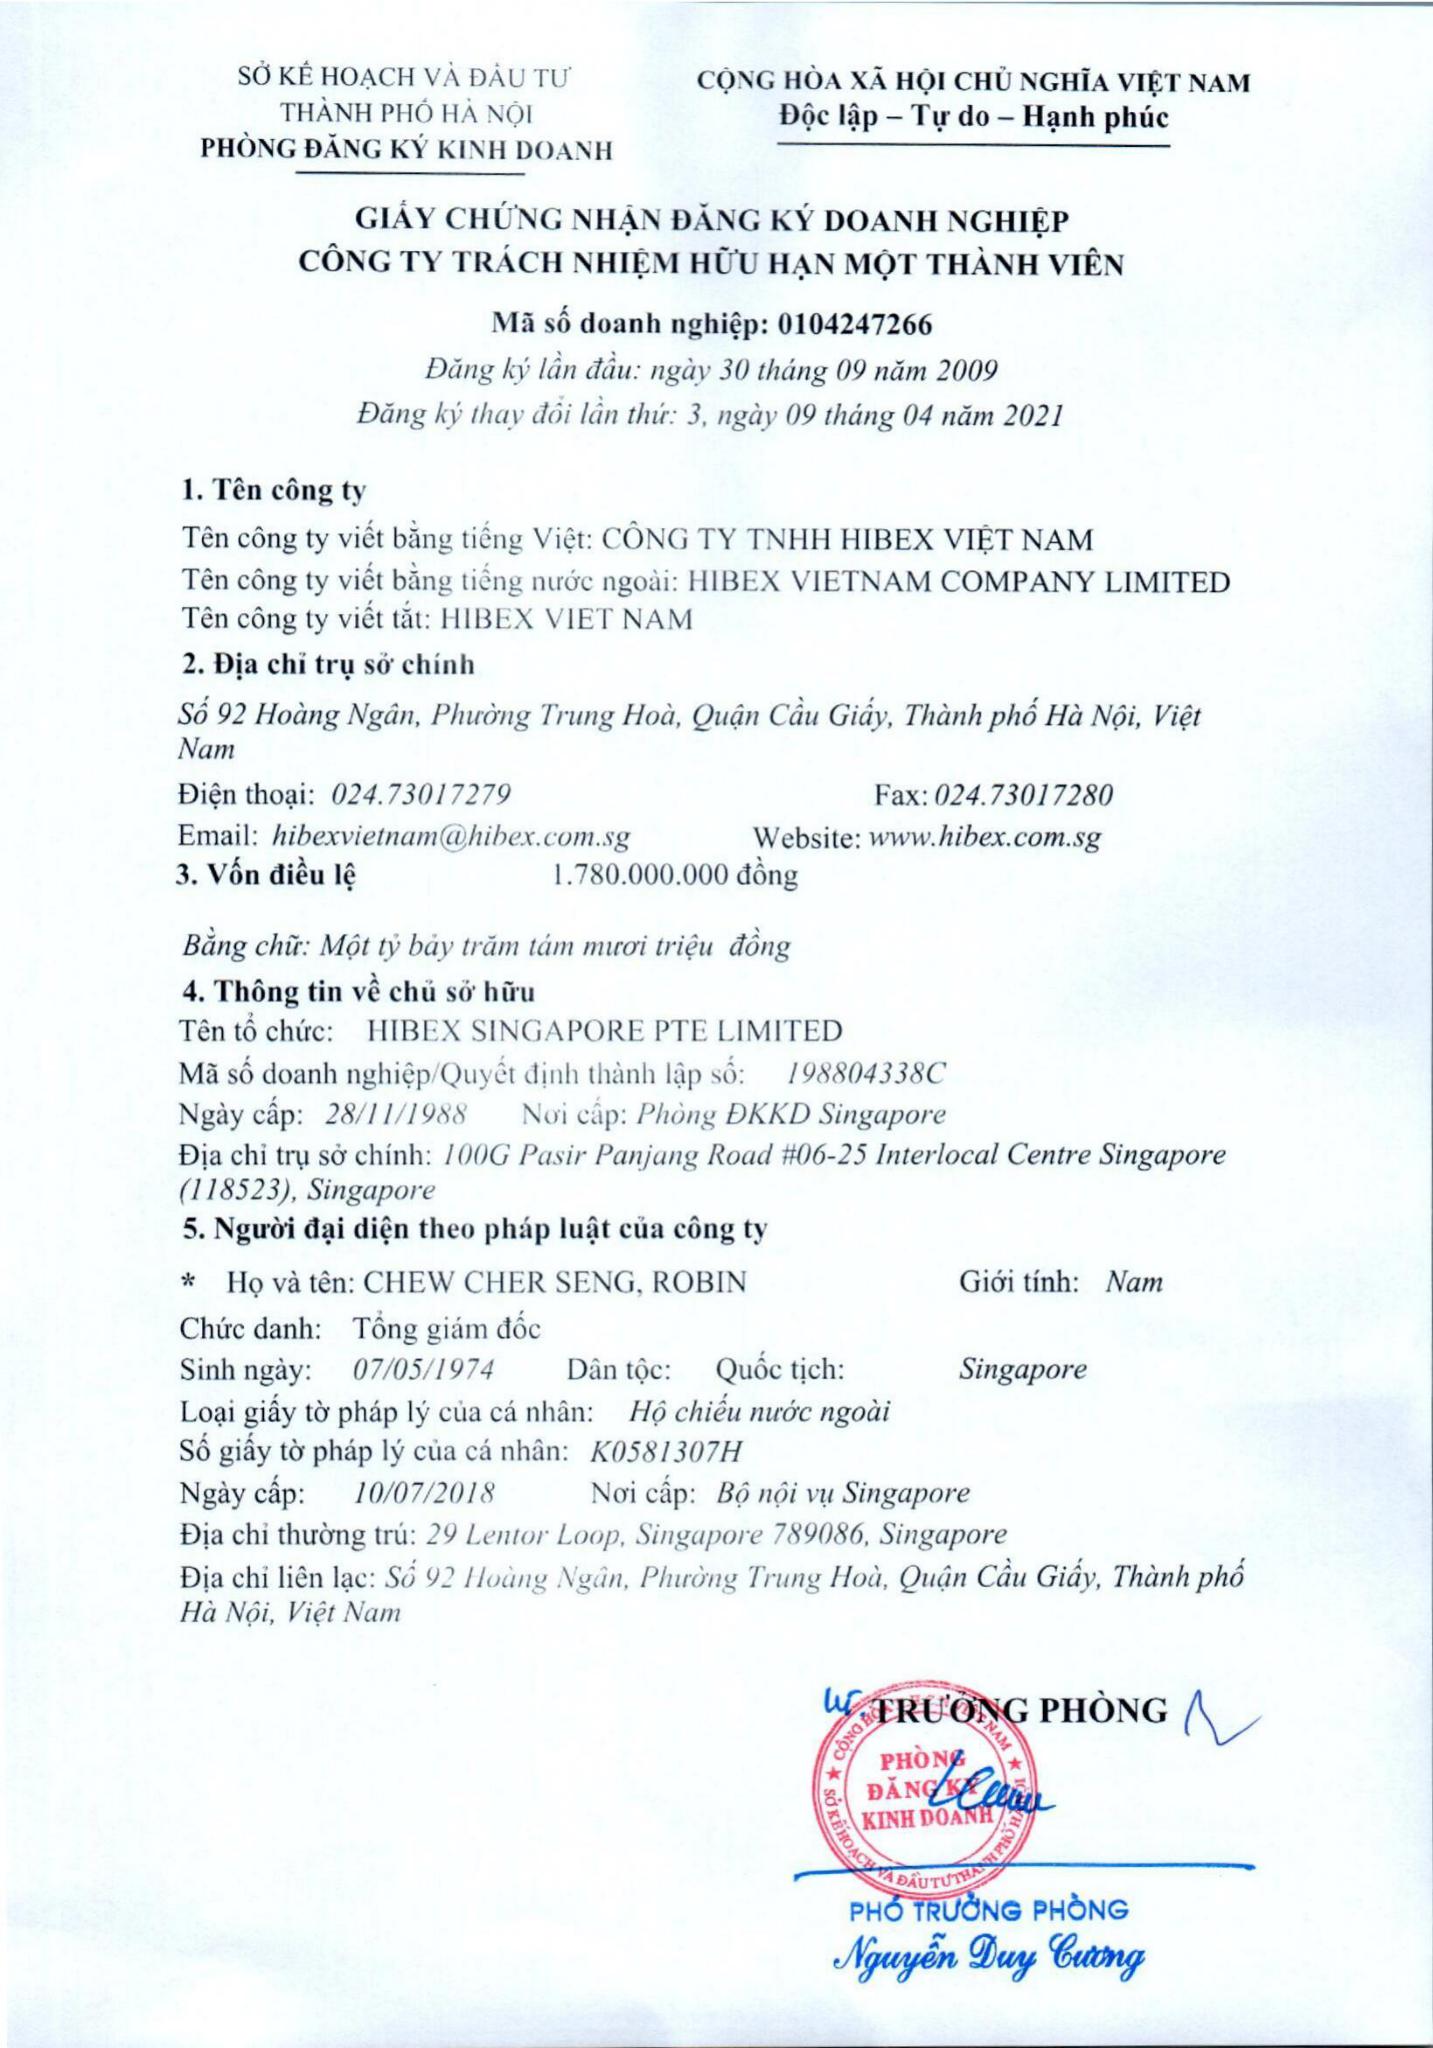 SỞ KẾ HOẠCH VÀ ĐẦU TƯ
THÀNH PHỐ HÀ NỘI
PHÒNG ĐĂNG KÝ KINH DOANH
CỘNG HÒA XÃ HỘI CHỦ NGHĨA VIỆT NAM
Độc lập – Tự do – Hạnh phúc
GIẤY CHỨNG NHẬN ĐĂNG KÝ DOANH NGHIỆP
CÔNG TY TRÁCH NHIỆM HỮU HẠN MỘT THÀNH VIÊN
Mã số doanh nghiệp: 0104247266
Đăng ký lần đầu: ngày 30 tháng 09 năm 2009
Đăng ký thay đổi lần thứ: 3, ngày 09 tháng 04 năm 2021
1. Tên công ty
Tên công ty viết bằng tiếng Việt: CÔNG TY TNHH HIBEX VIỆT NAM
Tên công ty viết bằng tiếng nước ngoài: HIBEX VIETNAM COMPANY LIMITED
Tên công ty viết tắt: HIBEX VIET NAM
2. Địa chỉ trụ sở chính
Số 92 Hoàng Ngân, Phường Trung Hoà, Quận Cầu Giấy, Thành phố Hà Nội, Việt
Nam
Điện thoại: 024.73017279 Fax: 024.73017280
Email: hibexvietnam@hibex.com.sg Website: www.hibex.com.sg
3. Vốn điều lệ 1.780.000.000 đồng
Bằng chữ: Một tỷ bảy trăm tám mươi triệu đồng
4. Thông tin về chủ sở hữu
Tên tổ chức: HIBEX SINGAPORE PTE LIMITED
Mã số doanh nghiệp/Quyết định thành lập số: 198804338C
Ngày cấp: 28/11/1988 Nơi cấp: Phòng ĐKKD Singapore
Địa chỉ trụ sở chính: 100G Pasir Panjang Road #06-25 Interlocal Centre Singapore
(118523), Singapore
5. Người đại diện theo pháp luật của công ty
* Họ và tên: CHEW CHER SENG, ROBIN Giới tính: Nam
Chức danh: Tổng giám đốc
Sinh ngày: 07/05/1974 Dân tộc: Quốc tịch: Singapore
Loại giấy tờ pháp lý của cá nhân: Hộ chiếu nước ngoài
Số giấy tờ pháp lý của cá nhân: K0581307H
Ngày cấp: 10/07/2018 Nơi cấp: Bộ nội vụ Singapore
Địa chỉ thường trú: 29 Lentor Loop, Singapore 789086, Singapore
Địa chỉ liên lạc: Số 92 Hoàng Ngân, Phường Trung Hoà, Quận Cầu Giấy, Thành phố
Hà Nội, Việt Nam
TRƯỞNG PHÒNG
PHÒNG
ĐĂNG KÝ
KINH DOANH
SỞ KẾ HOẠCH VÀ ĐẦU TƯ THÀNH PHỐ HÀ NỘI
PHÓ TRƯỞNG PHÒNG
Nguyễn Duy Cương